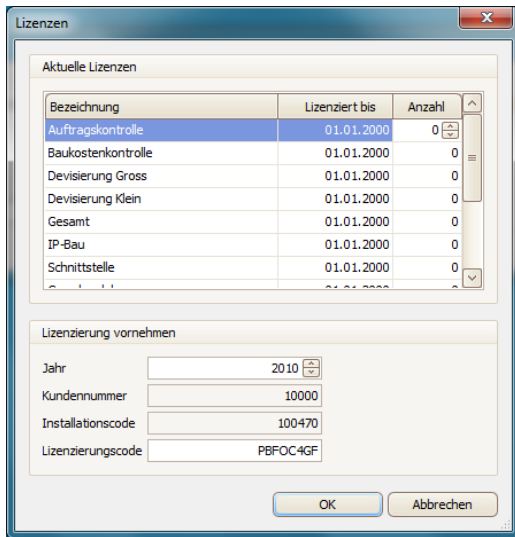 Lizenzen
Aktuelle Lizenzen
Bezeichnung Lizenziert bis Anzahl
Auftragskontrolle 01.01.2000 0
Baukostenkontrolle 01.01.2000 0
Devisierung Gross 01.01.2000 0
Devisierung Klein 01.01.2000 0
Gesamt 01.01.2000 0
IP-Bau 01.01.2000 0
Schnittstelle 01.01.2000 0
Lizenzierung vornehmen
Jahr 2010
Kundennummer 10000
Installationscode 100470
Lizenzierungscode PBFOC4GF
OK Abbrechen